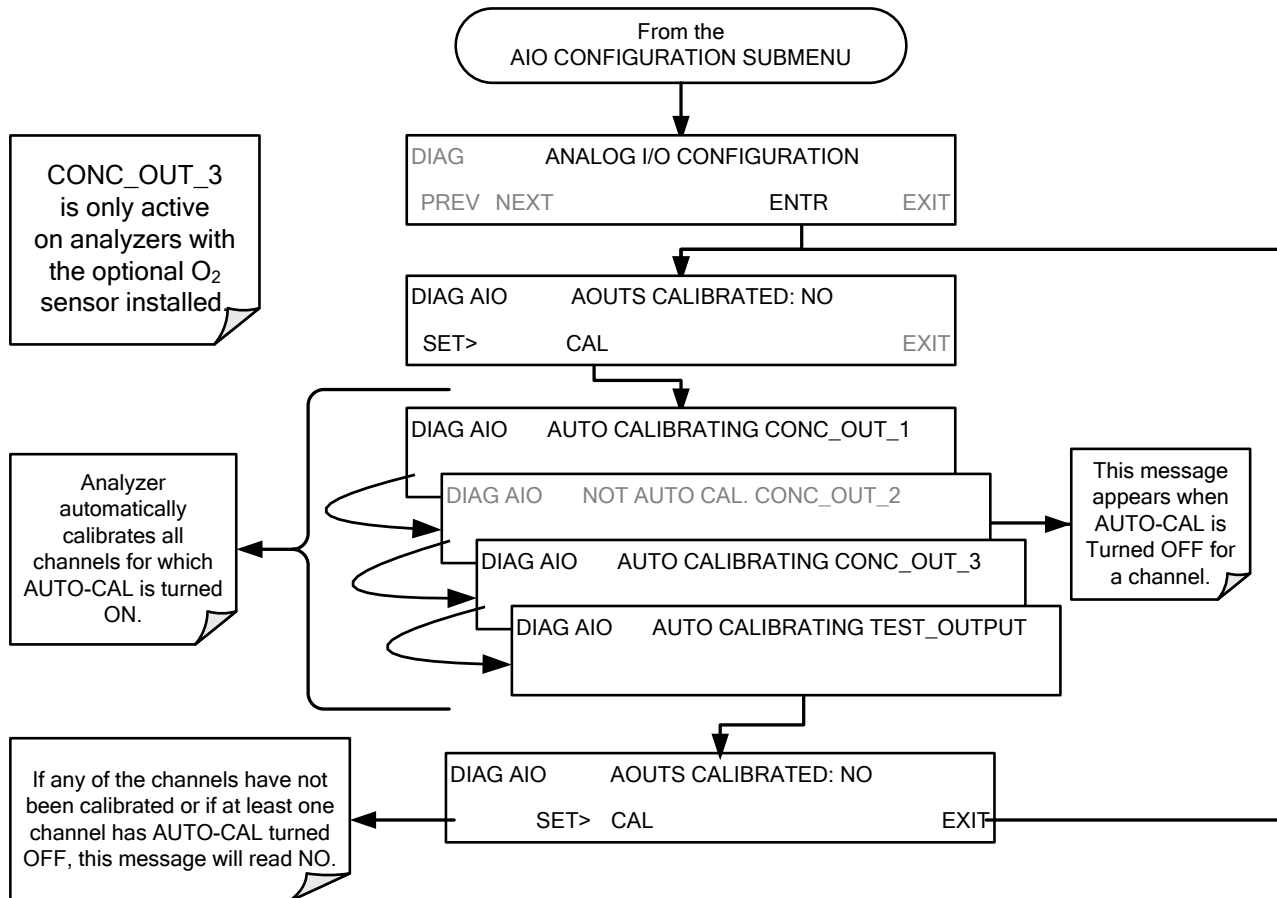 From the
AIO CONFIGURATION SUBMENU
CONC_OUT_3
is only active
on analyzers with
the optional O₂
sensor installed.
DIAG ANALOG I/O CONFIGURATION
PREV NEXT ENTR EXIT
DIAG AIO AOUTS CALIBRATED: NO
SET> CAL EXIT
DIAG AIO AUTO CALIBRATING CONC_OUT_1
DIAG AIO NOT AUTO CAL. CONC_OUT_2
DIAG AIO AUTO CALIBRATING CONC_OUT_3
DIAG AIO AUTO CALIBRATING TEST_OUTPUT
Analyzer
automatically
calibrates all
channels for which
AUTO-CAL is turned
ON.
This message
appears when
AUTO-CAL is
Turned OFF for
a channel.
DIAG AIO AOUTS CALIBRATED: NO
SET> CAL EXIT
If any of the channels have not
been calibrated or if at least one
channel has AUTO-CAL turned
OFF, this message will read NO.